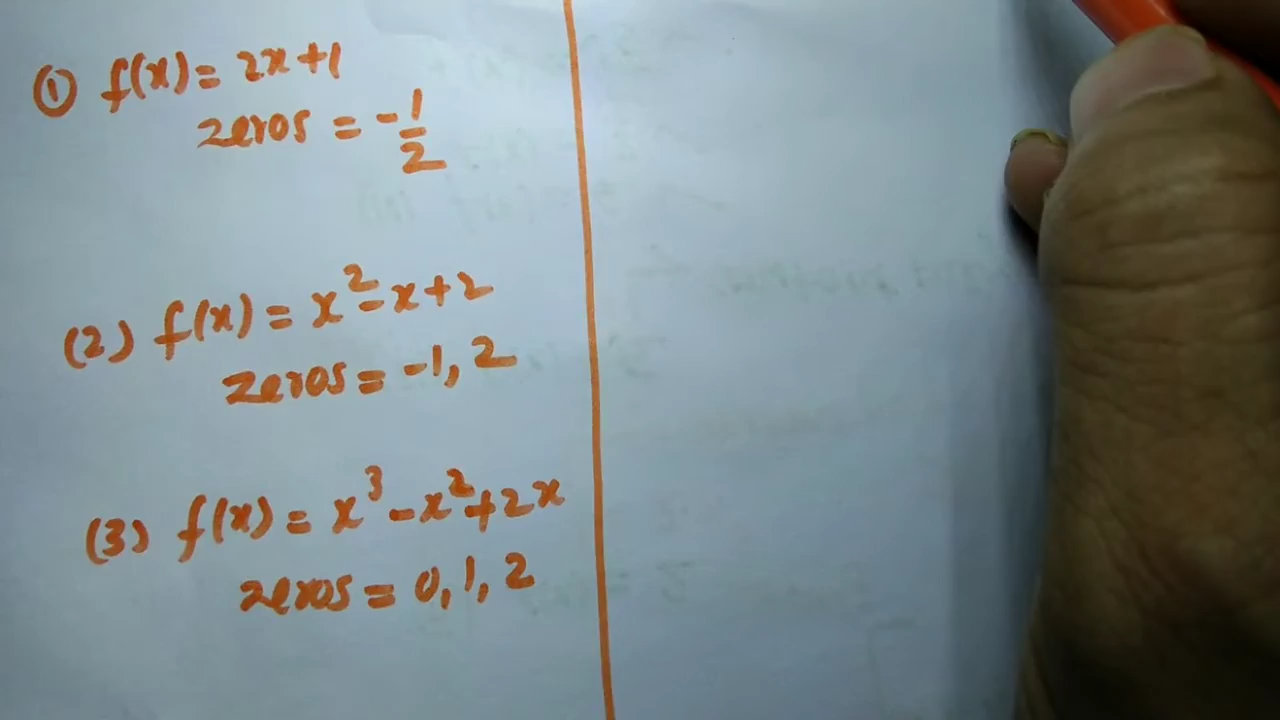 ① f(x) = 2x+1
zeros = -1/2
(2) f(x) = x²-x+2
zeros = -1, 2
(3) f(x) = x³-x²+2x
zeros = 0, 1, 2